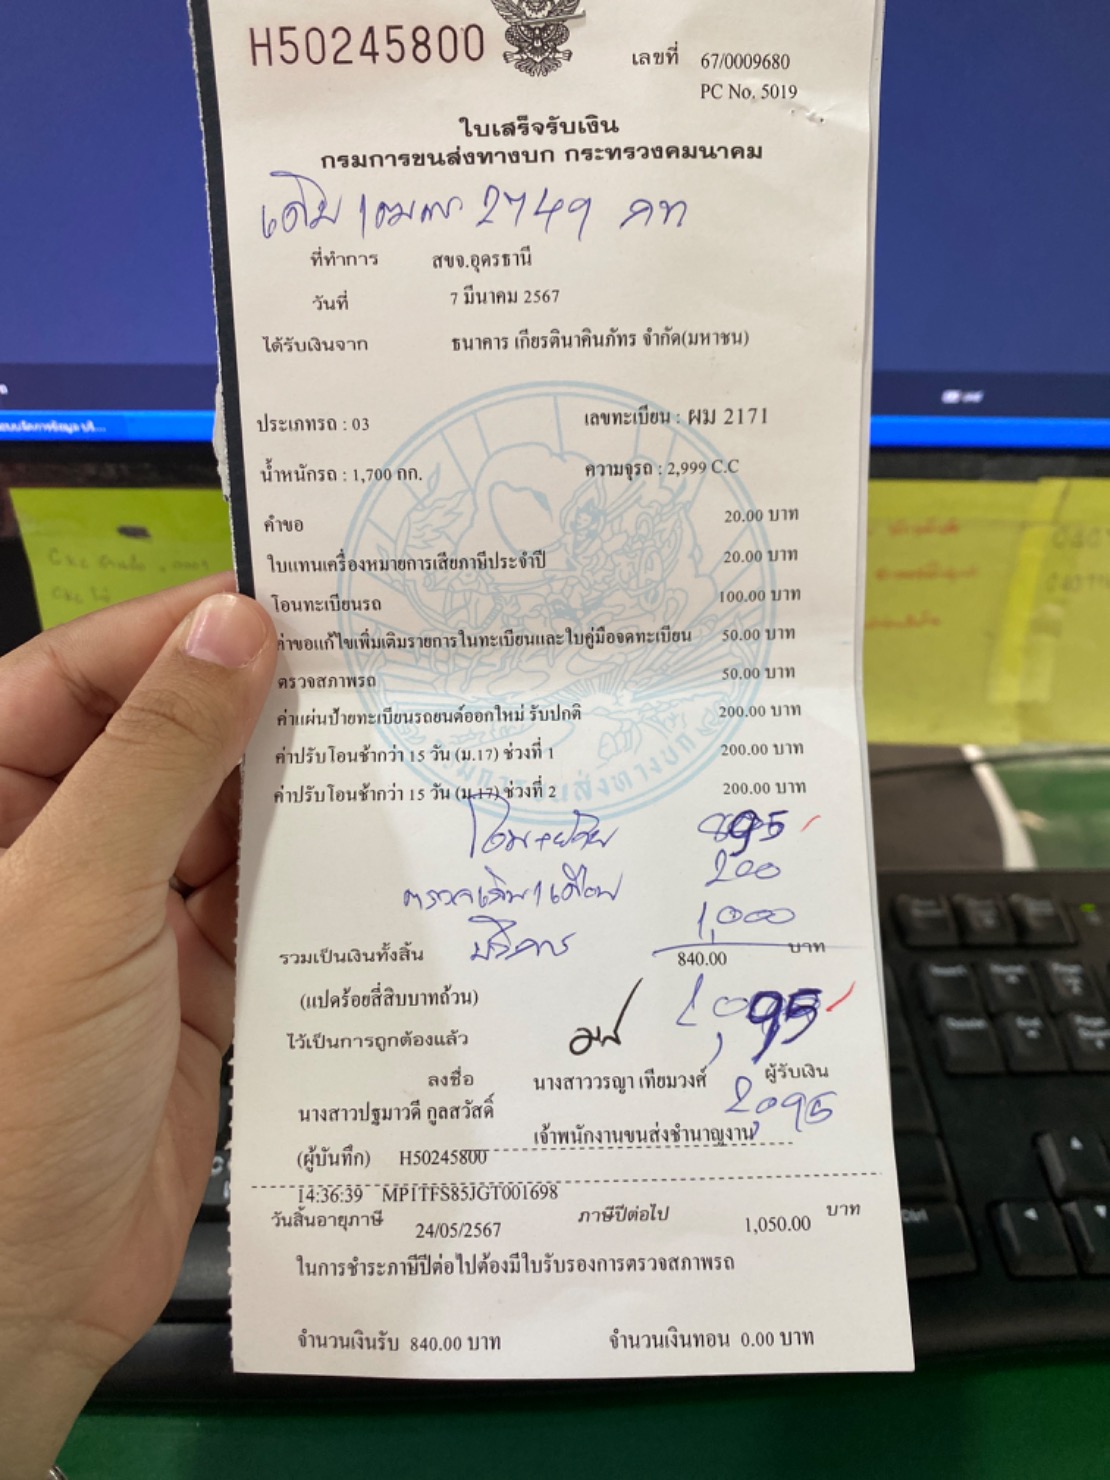 H50245800
เลขที่ 67/0009680
PC No. 5019
ใบเสร็จรับเงิน
กรมการขนส่งทางบก กระทรวงคมนาคม
เดิม 2749 กท
ที่ทำการ สขจ.อุดรธานี
วันที่ 7 มีนาคม 2567
ได้รับเงินจาก ธนาคาร เกียรตินาคินภัทร จำกัด(มหาชน)
ประเภทรถ : 03 เลขทะเบียน : ผม 2171
น้ำหนักรถ : 1,700 กก. ความจุรถ : 2,999 C.C
คำขอ 20.00 บาท
ใบแทนเครื่องหมายการเสียภาษีประจำปี 20.00 บาท
โอนทะเบียนรถ 100.00 บาท
ค่าขอแก้ไขเพิ่มเติมรายการในทะเบียนและใบคู่มือจดทะเบียน 50.00 บาท
ตรวจสภาพรถ 50.00 บาท
ค่าแผ่นป้ายทะเบียนรถยนต์ออกใหม่ รับปกติ 200.00 บาท
ค่าปรับโอนช้ากว่า 15 วัน (ม.17) ช่วงที่ 1 200.00 บาท
ค่าปรับโอนช้ากว่า 15 วัน (ม.17) ช่วงที่ 2 200.00 บาท
895
200
บริการ 1,000
รวมเป็นเงินทั้งสิ้น 840.00 บาท
(แปดร้อยสี่สิบบาทถ้วน)
ไว้เป็นการถูกต้องแล้ว
ลงชื่อ นางสาววรญา เทียมวงศ์ ผู้รับเงิน
นางสาวปฐมาวดี กูลสวัสดิ์ 2,095
เจ้าพนักงานขนส่งชำนาญงาน
(ผู้บันทึก) H50245800
14:36:39 MPITFS85JGT001698
วันสิ้นอายุภาษี 24/05/2567 ภาษีปีต่อไป 1,050.00 บาท
ในการชำระภาษีปีต่อไปต้องมีใบรับรองการตรวจสภาพรถ
จำนวนเงินรับ 840.00 บาท จำนวนเงินทอน 0.00 บาท